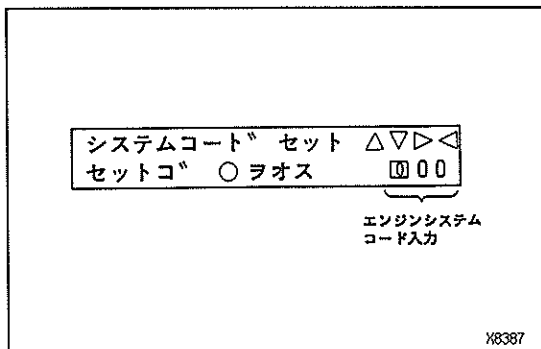 システムコード セット △▽▷◁
セットゴ ○ヲオス 000
エンジンシステム
コード入力
X8387